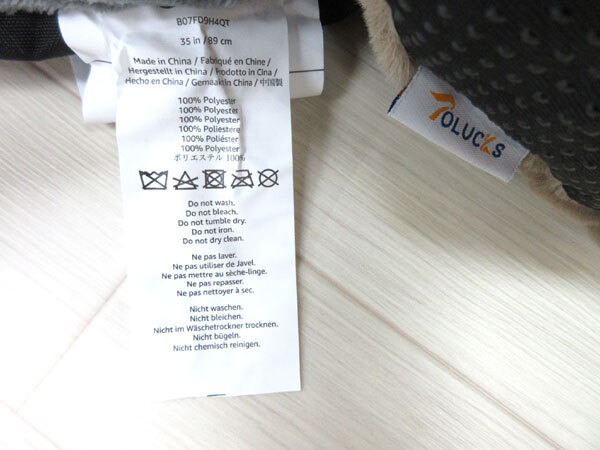 B07FD9H4QT
35 in / 89 cm
Made in China / Fabriqué en Chine /
Hergestellt in China / Prodotto in Cina /
Hecho en China / Gemaakt in China / 中国製
100% Polyester
100% Polyester
100% Polyester
100% Poliestere
100% Poliéster
100% Polyester
ポリエステル 100%
Do not wash.
Do not bleach.
Do not tumble dry.
Do not iron.
Do not dry clean.
Ne pas laver.
Ne pas utiliser de Javel.
Ne pas mettre au sèche-linge.
Ne pas repasser.
Ne pas nettoyer à sec.
Nicht waschen.
Nicht bleichen.
Nicht im Wäschetrockner trocknen.
Nicht bügeln.
Nicht chemisch reinigen.
POLUCKS